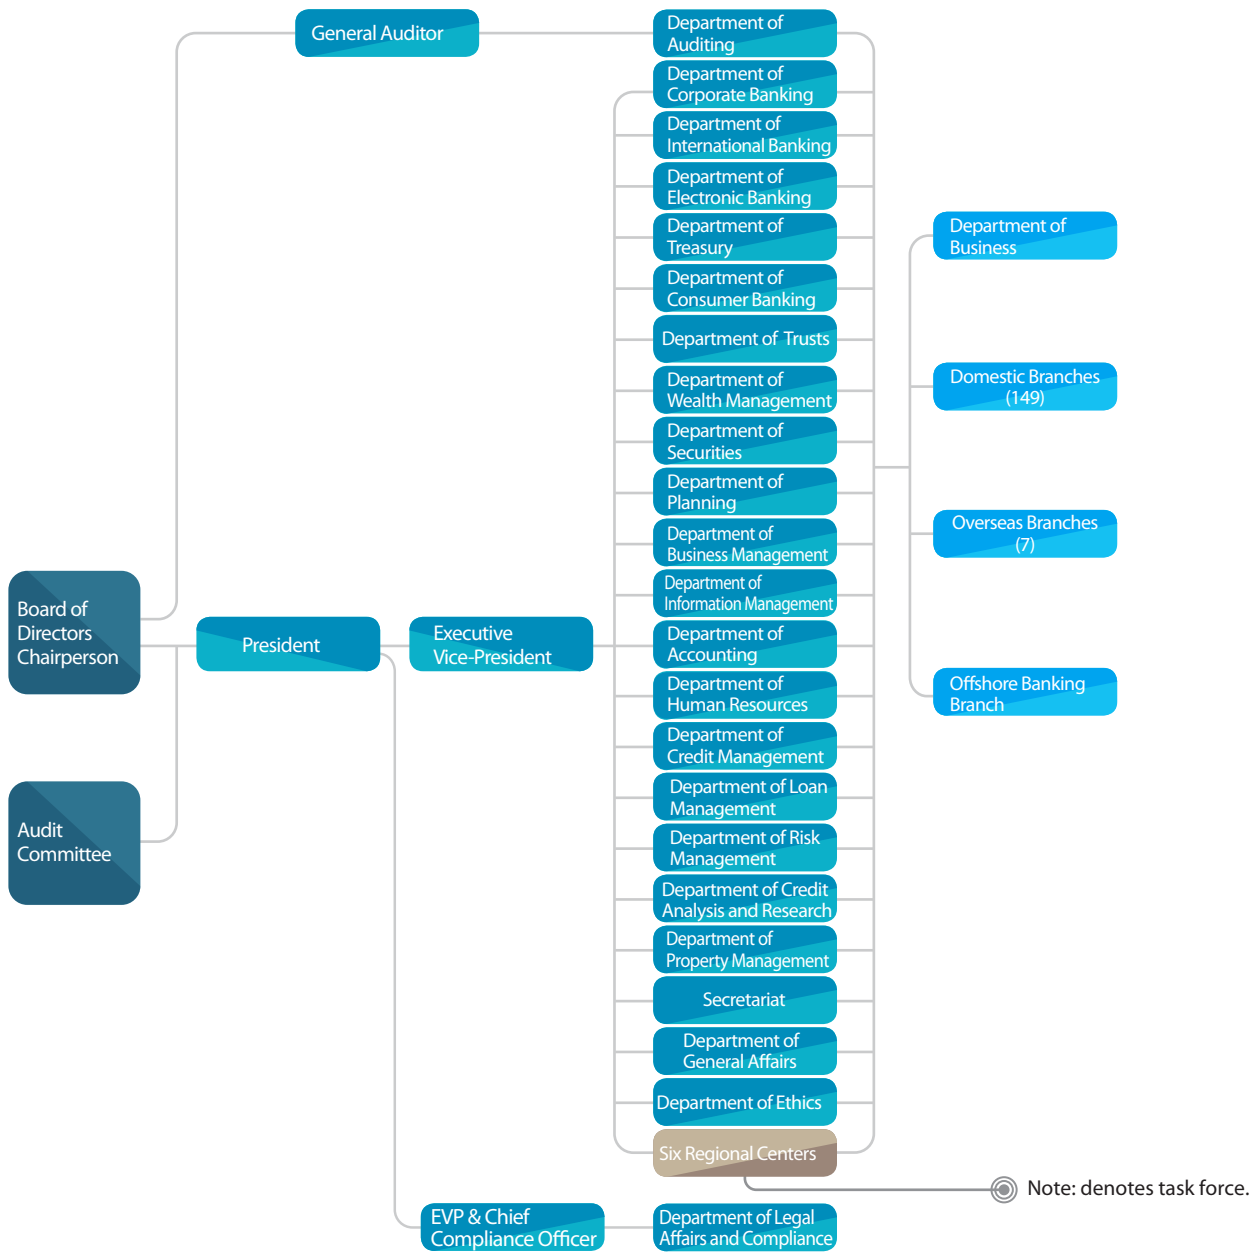 General Auditor
Department of
Auditing
Department of
Corporate Banking
Department of
International Banking
Department of
Electronic Banking
Department of
Treasury
Department of
Consumer Banking
Department of Trusts
Department of
Wealth Management
Department of
Securities
Department of
Planning
Department of
Business Management
Department of
Information Management
Department of
Accounting
Department of
Human Resources
Department of
Credit Management
Department of Loan
Management
Department of Risk
Management
Department of Credit
Analysis and Research
Department of
Property Management
Secretariat
Department of
General Affairs
Department of Ethics
Six Regional Centers
Department of
Business
Domestic Branches
(149)
Overseas Branches
(7)
Offshore Banking
Branch
Board of
Directors
Chairperson
President
Executive
Vice-President
Audit
Committee
Note: denotes task force.
EVP & Chief
Compliance Officer
Department of Legal
Affairs and Compliance